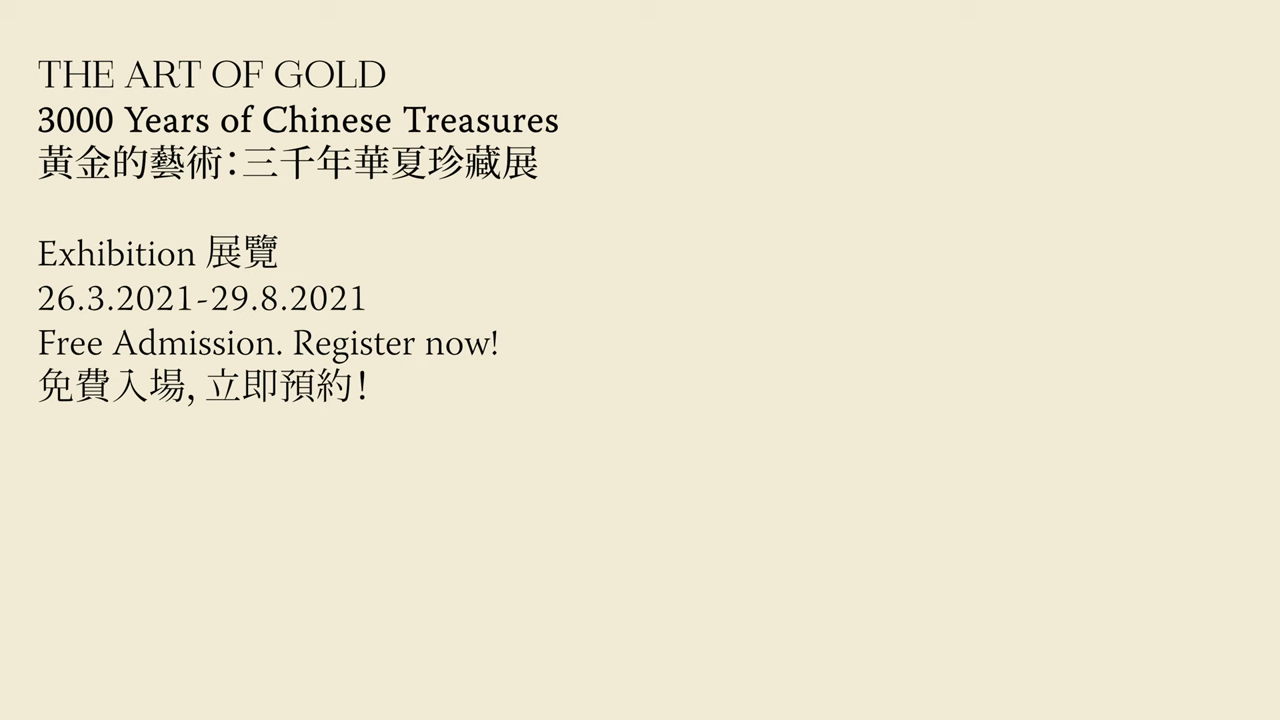 THE ART OF GOLD
3000 Years of Chinese Treasures
黃金的藝術：三千年華夏珍藏展
Exhibition 展覽
26.3.2021-29.8.2021
Free Admission. Register now!
免費入場, 立即預約！